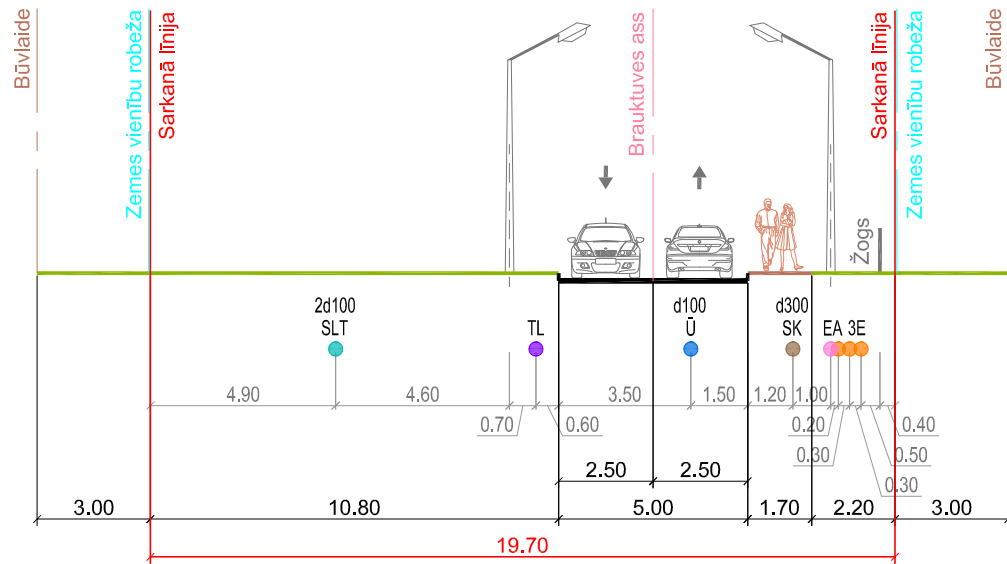 Būvlaide
Zemes vienību robeža
Sarkanā līnija
Brauktuves ass
Sarkanā līnija
Zemes vienību robeža
Būvlaide
Žogs
2d100
SLT
TL
d100
Ū
d300
SK
EA
3E
4.90
4.60
3.50
1.50
1.20
1.00
0.70
0.60
0.20
0.40
0.30
0.50
0.30
2.50
2.50
3.00
10.80
5.00
1.70
2.20
3.00
19.70